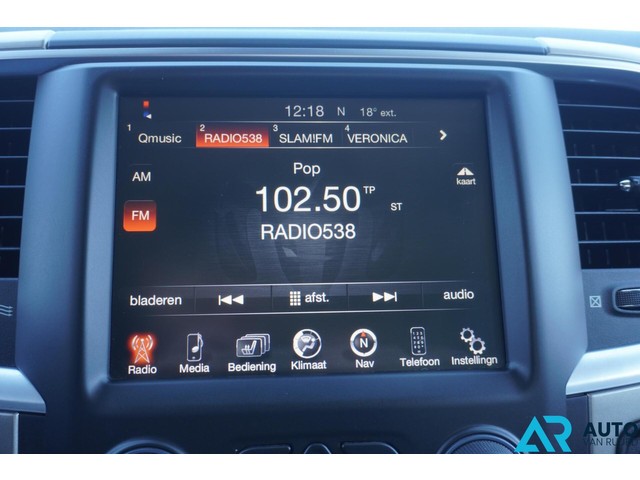 12:18 N 18° ext.
1 Qmusic 2 RADIO538 3 SLAM!FM 4 VERONICA
AM
Pop
kaart
FM
102.50 TP ST
RADIO538
bladeren afst. audio
N
Radio Media Bediening Klimaat Nav Telefoon Instellingn
AR AUTO